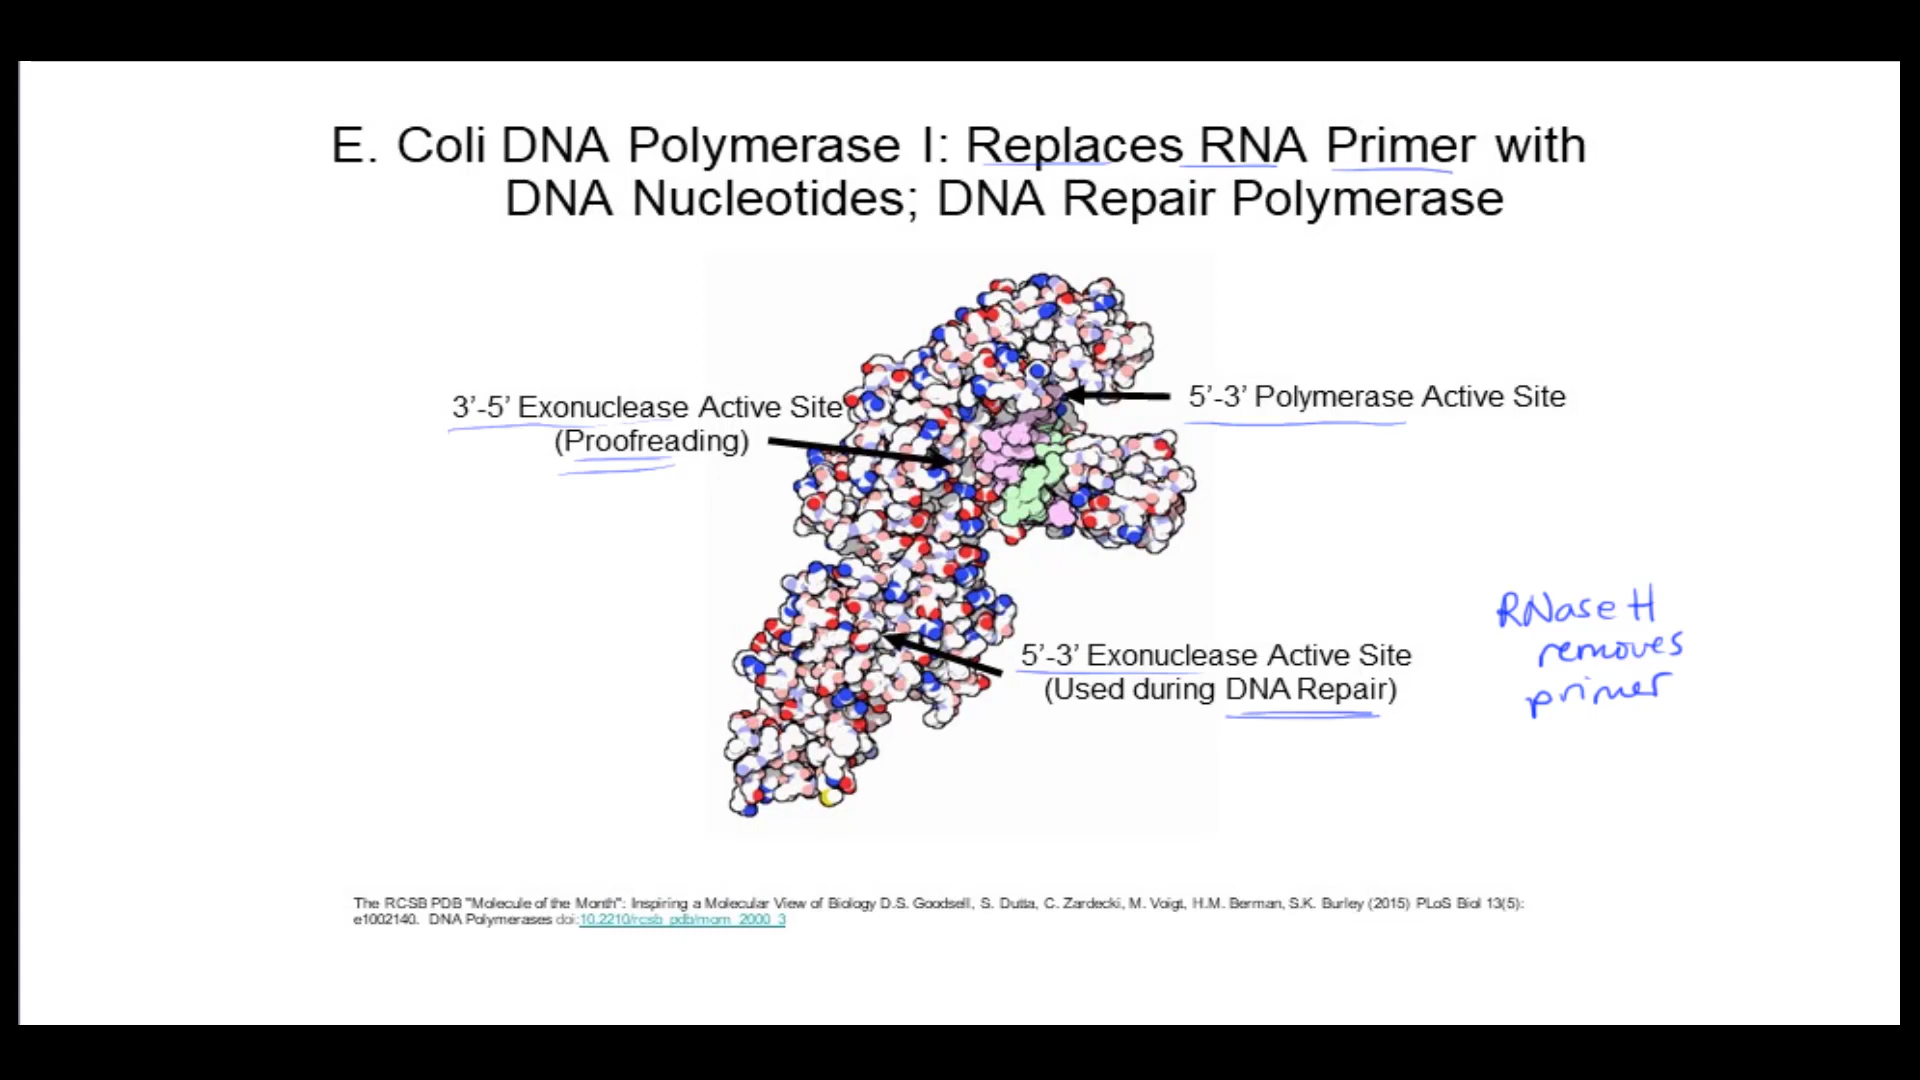 E. Coli DNA Polymerase I: Replaces RNA Primer with
DNA Nucleotides; DNA Repair Polymerase
3’-5’ Exonuclease Active Site
(Proofreading)
5’-3’ Polymerase Active Site
5’-3’ Exonuclease Active Site
(Used during DNA Repair)
RNase H
removes
primer
The RCSB PDB "Molecule of the Month": Inspiring a Molecular View of Biology D.S. Goodsell, S. Dutta, C. Zardecki, M. Voigt, H.M. Berman, S.K. Burley (2015) PLoS Biol 13(5):
e1002140. DNA Polymerases doi:10.2210/rcsb_pdb/mom_2000_3